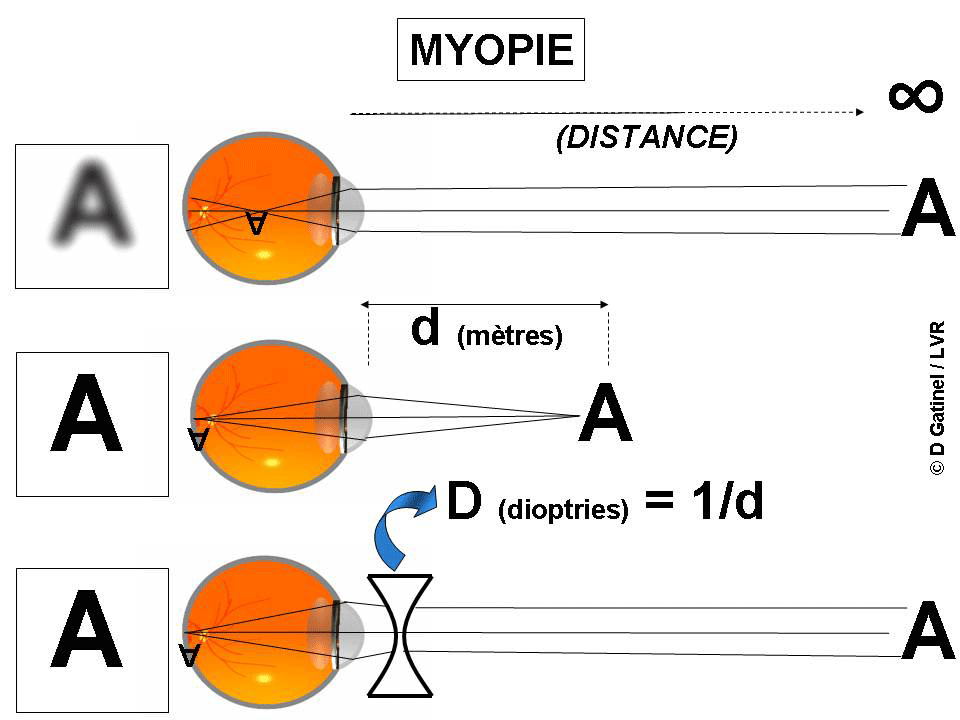 MYOPIE
∞
(DISTANCE)
A
A
A
d (mètres)
A
A
A
D (dioptries) = 1/d
A
A
A
© D Gatinel / LVR